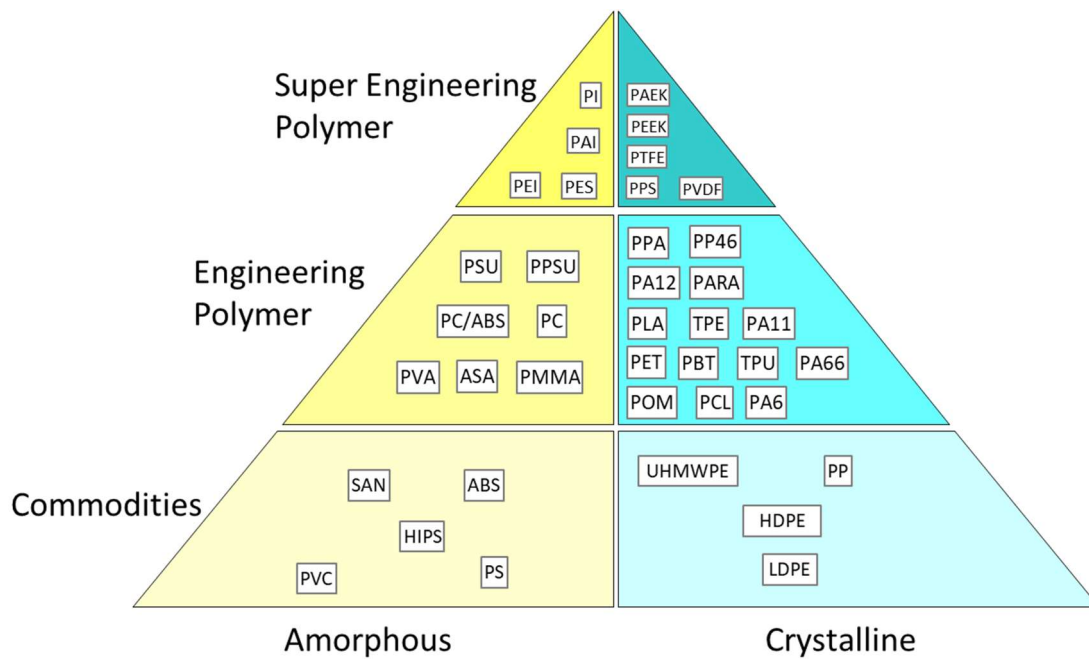 Super Engineering
Polymer
PI
PAI
PEI PES
PAEK
PEEK
PTFE
PPS PVDF
Engineering
Polymer
PSU PPSU
PC/ABS PC
PVA ASA PMMA
PPA PP46
PA12 PARA
PLA TPE PA11
PET PBT TPU PA66
POM PCL PA6
Commodities
SAN ABS
HIPS
PVC PS
UHMWPE PP
HDPE
LDPE
Amorphous Crystalline